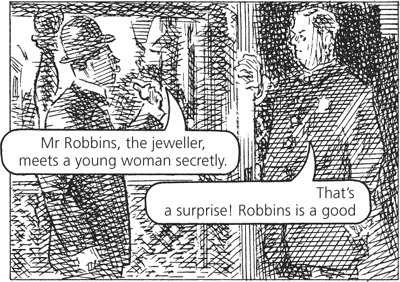 Mr Robbins, the jeweller,
meets a young woman secretly.
That's
a surprise! Robbins is a good